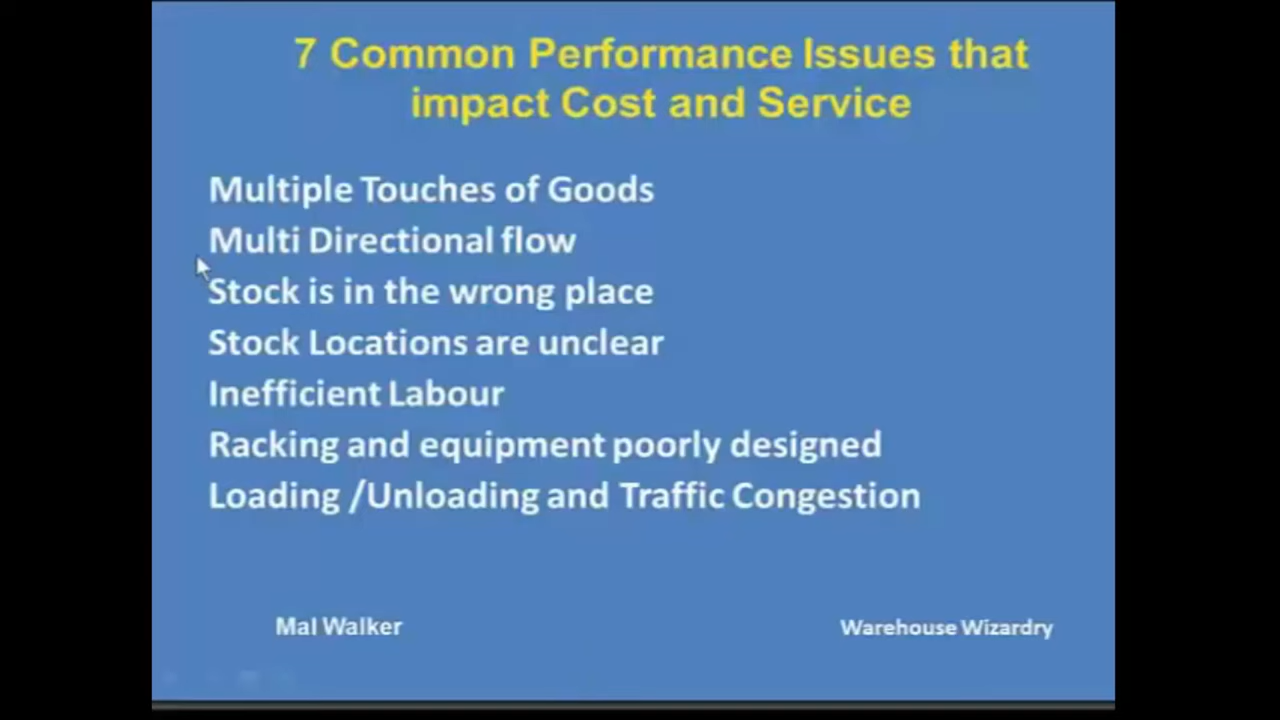 7 Common Performance Issues that
impact Cost and Service
Multiple Touches of Goods
Multi Directional flow
Stock is in the wrong place
Stock Locations are unclear
Inefficient Labour
Racking and equipment poorly designed
Loading /Unloading and Traffic Congestion
Mal Walker
Warehouse Wizardry